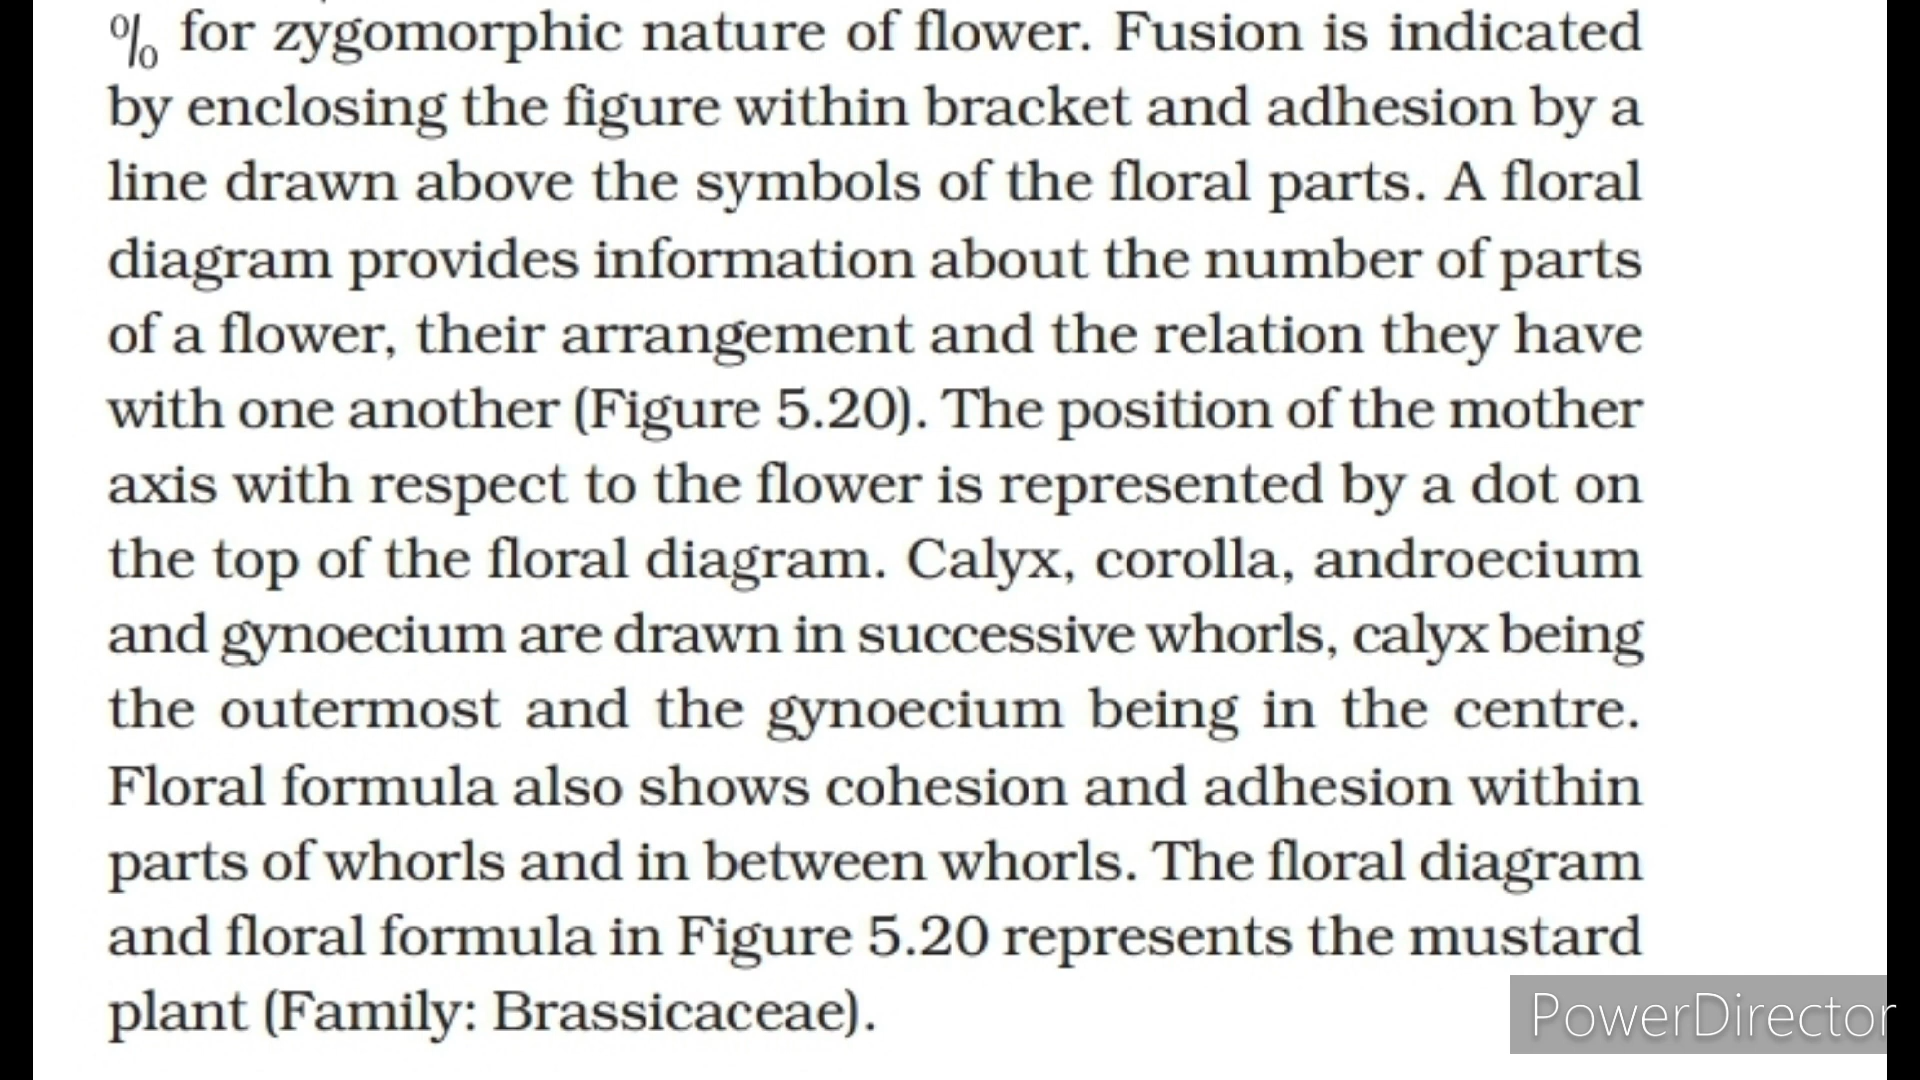 % for zygomorphic nature of flower. Fusion is indicated
by enclosing the figure within bracket and adhesion by a
line drawn above the symbols of the floral parts. A floral
diagram provides information about the number of parts
of a flower, their arrangement and the relation they have
with one another (Figure 5.20). The position of the mother
axis with respect to the flower is represented by a dot on
the top of the floral diagram. Calyx, corolla, androecium
and gynoecium are drawn in successive whorls, calyx being
the outermost and the gynoecium being in the centre.
Floral formula also shows cohesion and adhesion within
parts of whorls and in between whorls. The floral diagram
and floral formula in Figure 5.20 represents the mustard
plant (Family: Brassicaceae).
PowerDirector